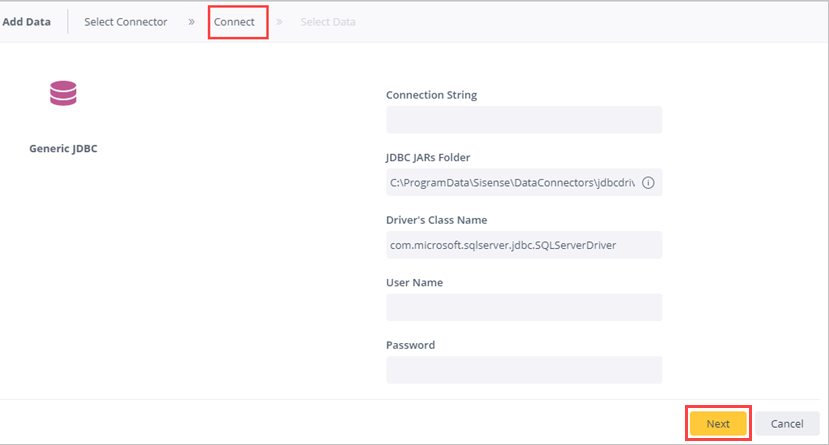 Add Data Select Connector » Connect » Select Data
Generic JDBC
Connection String
JDBC JARs Folder
C:\ProgramData\Sisense\DataConnectors\jdbcdri
Driver's Class Name
com.microsoft.sqlserver.jdbc.SQLServerDriver
User Name
Password
Next Cancel